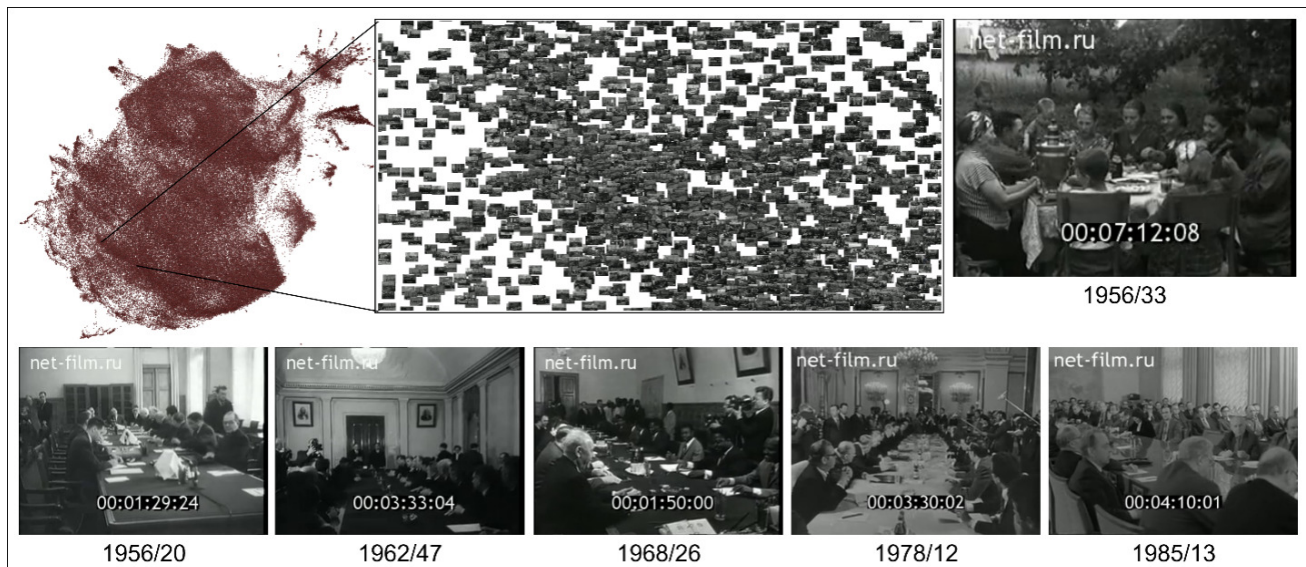 net-film.ru
00:07:12:08
1956/33
net-film.ru
00:01:29:24
1956/20
net-film.ru
00:03:33:04
1962/47
net-film.ru
00:01:50:00
1968/26
net-film.ru
00:03:30:02
1978/12
net-film.ru
00:04:10:01
1985/13